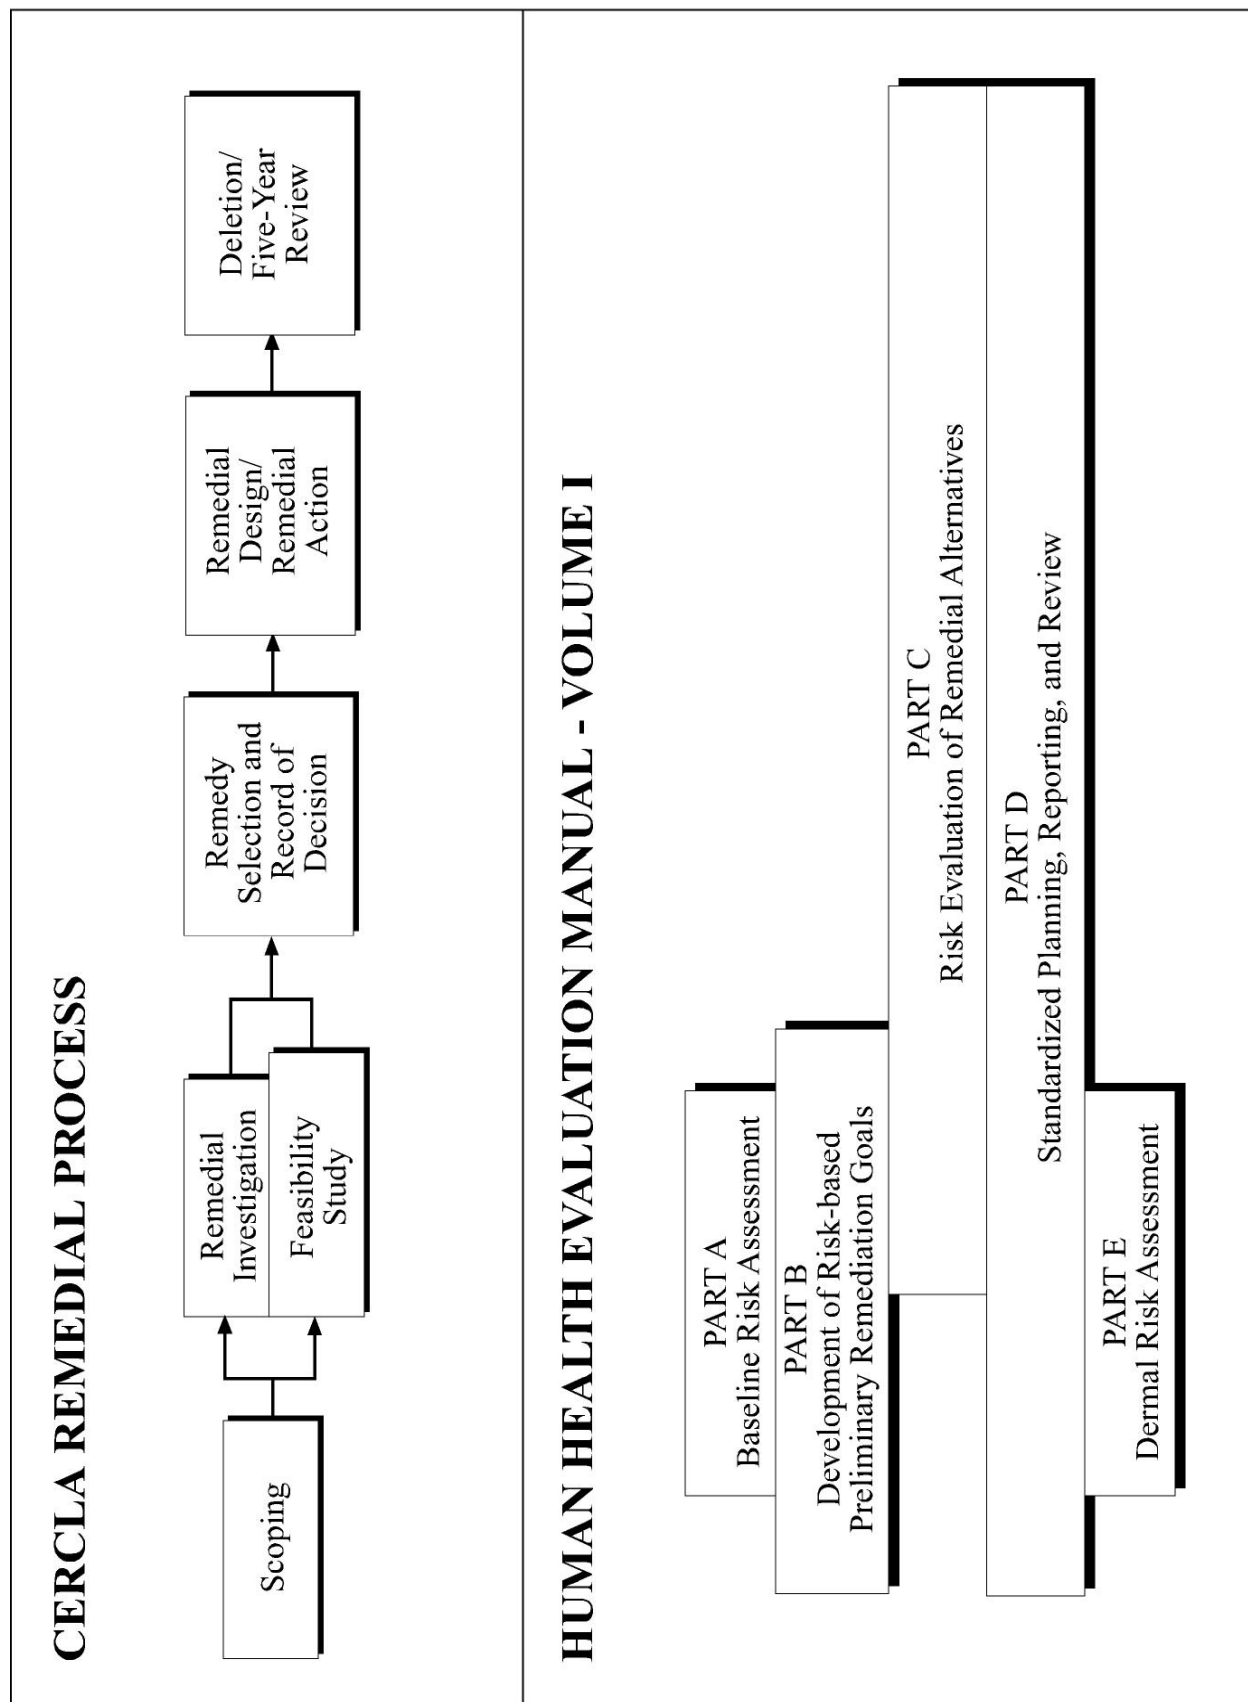 CERCLA REMEDIAL PROCESS
Scoping
Remedial
Investigation
Feasibility
Study
Remedy
Selection and
Record of
Decision
Remedial
Design/
Remedial
Action
Deletion/
Five-Year
Review
HUMAN HEALTH EVALUATION MANUAL - VOLUME I
PART A
Baseline Risk Assessment
PART B
Development of Risk-based
Preliminary Remediation Goals
PART C
Risk Evaluation of Remedial Alternatives
PART D
Standardized Planning, Reporting, and Review
PART E
Dermal Risk Assessment